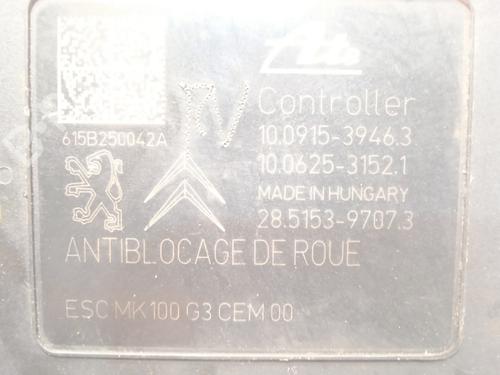 Ate
Controller
615B250042A
10.0915-3946.3
10.0625-3152.1
MADE IN HUNGARY
28.5153-9707.3
ANTIBLOCAGE DE ROUE
ESC MK100 G3 CEM 00